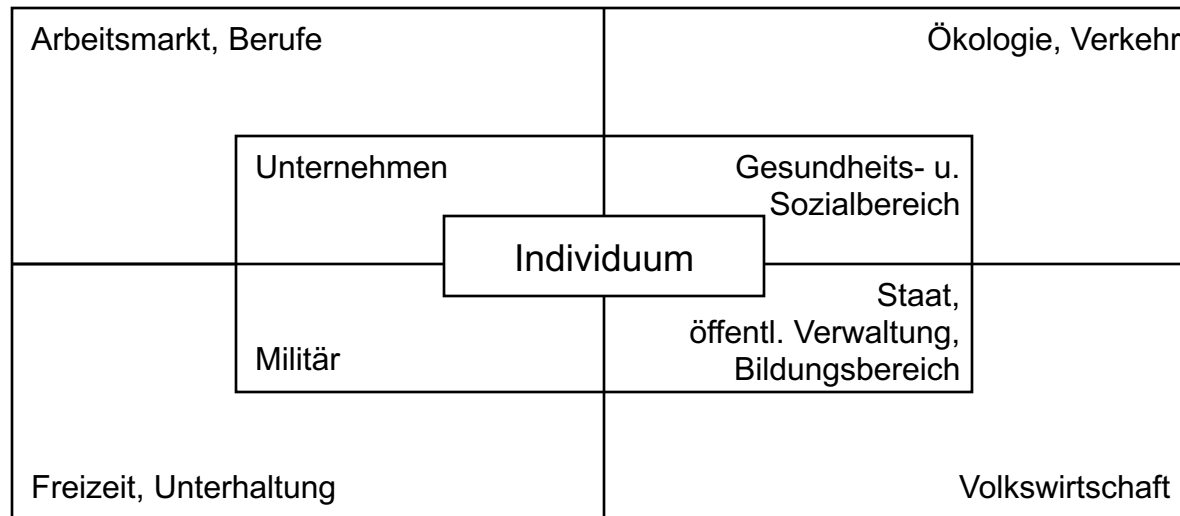 Arbeitsmarkt, Berufe
Ökologie, Verkehr
Unternehmen
Gesundheits- u.
Sozialbereich
Individuum
Militär
Staat,
öffentl. Verwaltung,
Bildungsbereich
Freizeit, Unterhaltung
Volkswirtschaft